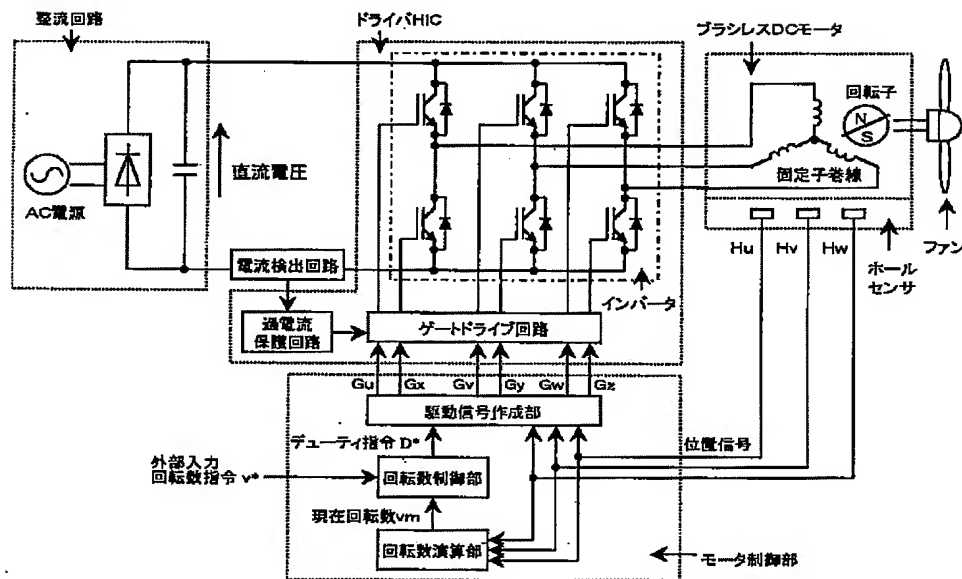 整流回路
ドライバHIC
ブラシレスDCモータ
回転子
N
S
直流電圧
固定子巻線
AC電源
Hu
Hv
Hw
ファン
電流検出回路
ホール
センサ
インバータ
過電流
保護回路
ゲートドライブ回路
Gu
Gx
Gv
Gy
Gw
Gz
駆動信号作成部
デューティ指令 D*
位置信号
外部入力
回転数指令 v*
回転数制御部
現在回転数vm
回転数演算部
モータ制御部